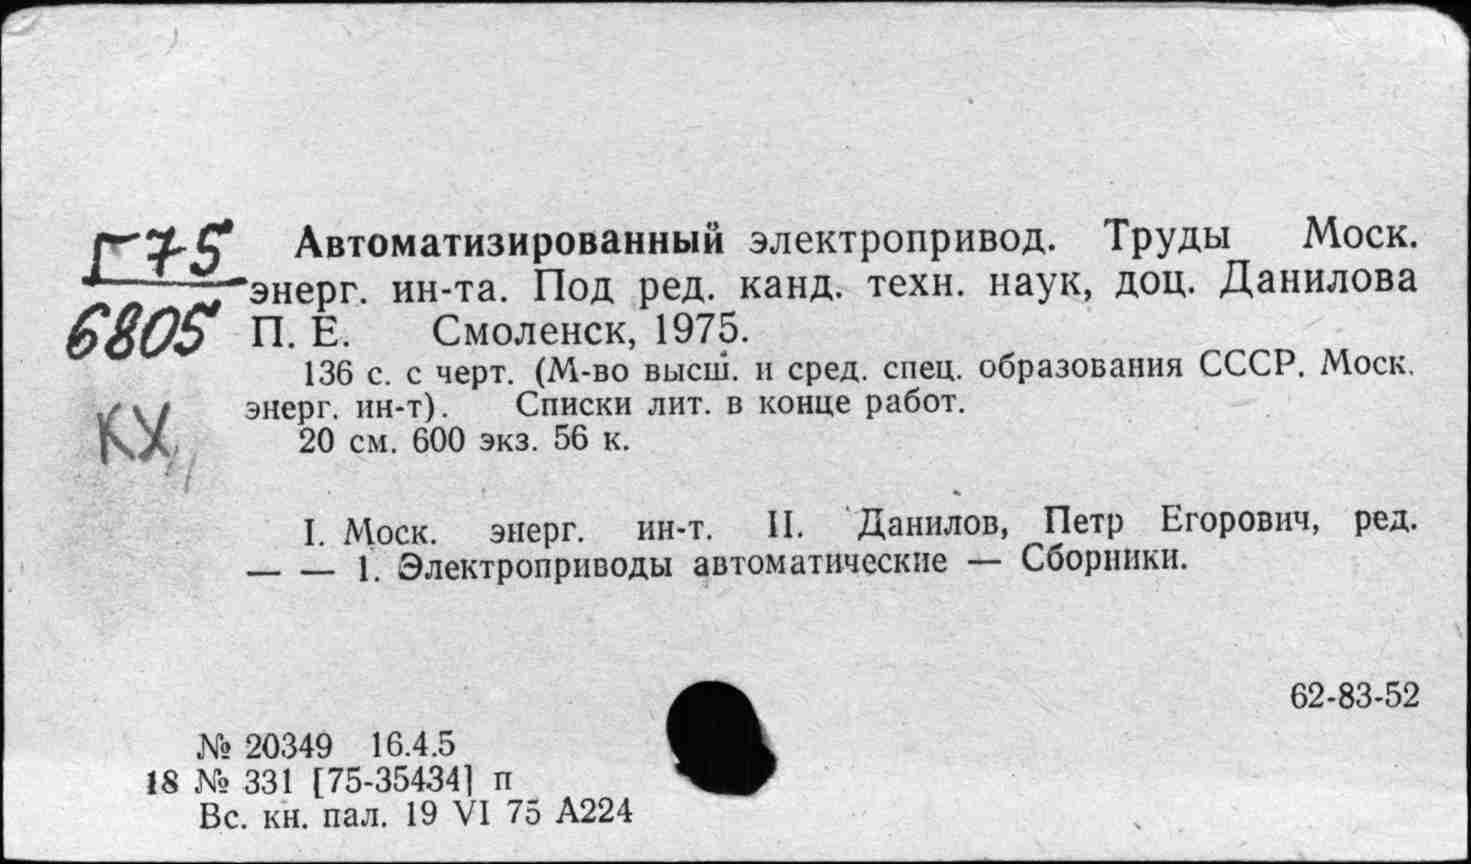 Г75 Автоматизированный электропривод. Труды Моск.
энерг. ин-та. Под ред. канд. техн. наук, доц. Данилова
6805 П. Е. Смоленск, 1975.
136 с. с черт. (М-во высш. и сред. спец. образования СССР. Моск.
КХ энерг. ин-т). Списки лит. в конце работ.
20 см. 600 экз. 56 к.
I. Моск. энерг. ин-т. II. Данилов, Петр Егорович, ред.
— — 1. Электроприводы автоматические — Сборники.
62-83-52
№ 20349 16.4.5
18 № 331 [75-35434] п
Вс. кн. пал. 19 VI 75 А224